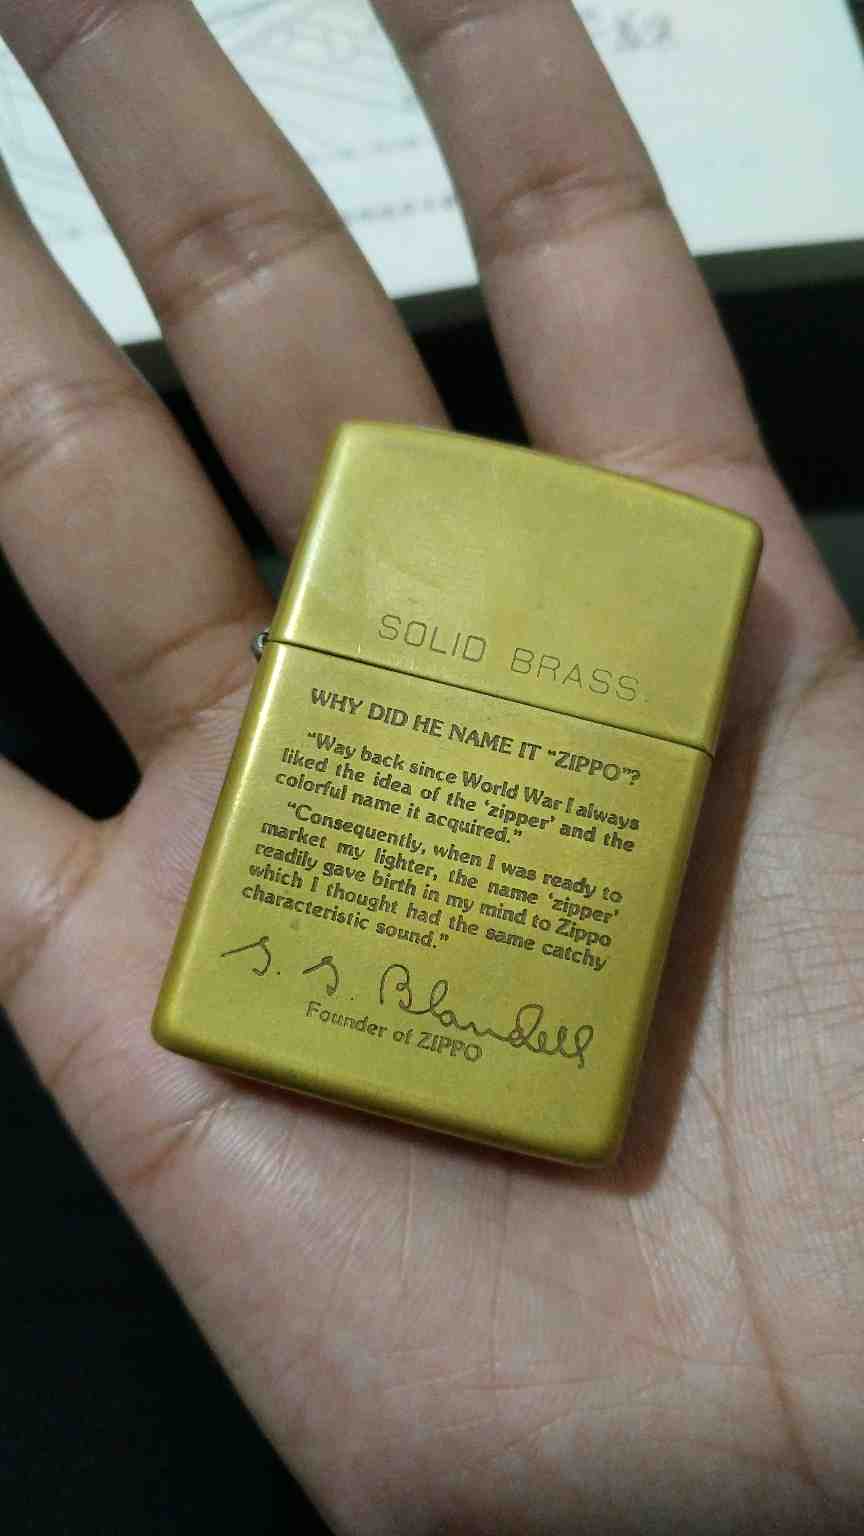 SOLID BRASS
WHY DID HE NAME IT "ZIPPO"?
"Way back since World War I always
liked the idea of the 'zipper' and the
colorful name it acquired."
"Consequently, when I was ready to
market my lighter, the name 'zipper'
readily gave birth in my mind to Zippo
which I thought had the same catchy
characteristic sound."
G. G. Blaisdell
Founder of ZIPPO